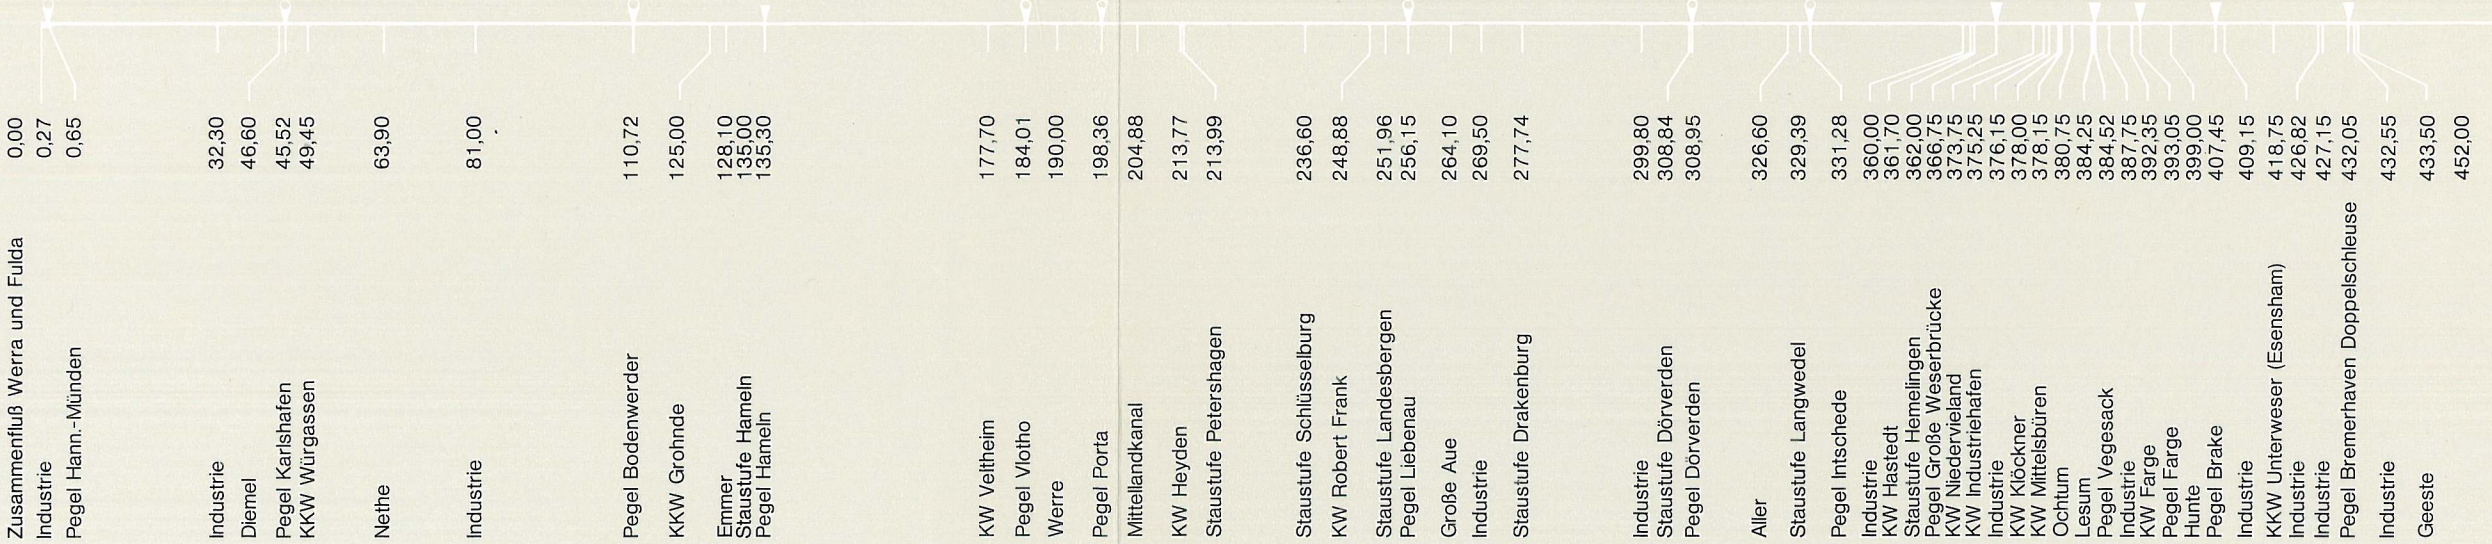 Zusammenfluß Werra und Fulda 0,00
Industrie 0,27
Pegel Hann.-Münden 0,65
Industrie 32,30
Diemel 46,60
Pegel Karlshafen 45,52
KKW Würgassen 49,45
Nethe 63,90
Industrie 81,00
Pegel Bodenwerder 110,72
KKW Grohnde 125,00
Emmer 128,10
Staustufe Hameln 135,00
Pegel Hameln 135,30
KW Veltheim 177,70
Pegel Vlotho 184,01
Werre 190,00
Pegel Porta 198,36
Mittellandkanal 204,88
KW Heyden 213,77
Staustufe Petershagen 213,99
Staustufe Schlüsselburg 236,60
KW Robert Frank 248,88
Staustufe Landesbergen 251,96
Pegel Liebenau 256,15
Große Aue 264,10
Industrie 269,50
Staustufe Drakenburg 277,74
Industrie 299,80
Staustufe Dörverden 308,84
Pegel Dörverden 308,95
Aller 326,60
Staustufe Langwedel 329,39
Pegel Intschede 331,28
Industrie 360,00
KW Hastedt 361,70
Staustufe Hemelingen 362,00
Pegel Große Weserbrücke 366,75
KW Niedervieland 373,75
KW Industriehafen 375,25
Industrie 376,15
KW Klöckner 378,00
KW Mittelsbüren 378,15
Ochtum 380,75
Lesum 384,25
Pegel Vegesack 384,52
Industrie 387,75
KW Farge 392,35
Pegel Farge 393,05
Hunte 399,00
Pegel Brake 407,45
Industrie 409,15
KKW Unterweser (Esensham) 418,75
Industrie 426,82
Industrie 427,15
Pegel Bremerhaven Doppelschleuse 432,05
Industrie 432,55
Geeste 433,50
452,00